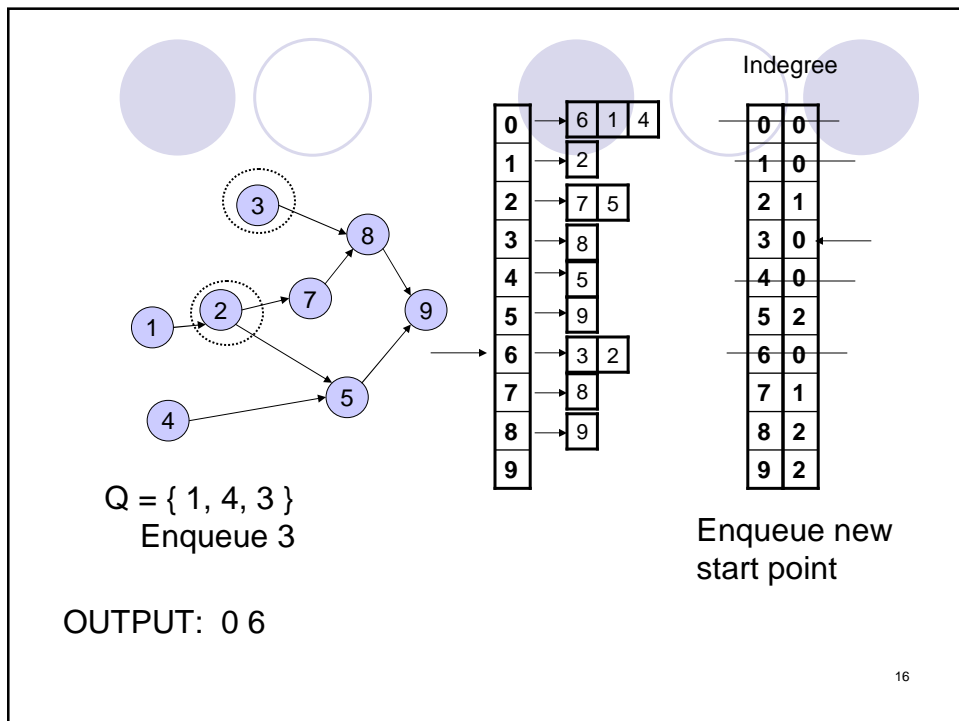 Indegree
0 6 1 4 0 0
1 2 1 0
2 7 5 2 1
3 8 3 0
4 5 4 0
5 9 5 2
6 3 2 6 0
7 8 7 1
8 9 8 2
9 9 2
3
8
2
7
9
1
5
4
Q = { 1, 4, 3 }
Enqueue 3
Enqueue new
start point
OUTPUT: 0 6
16